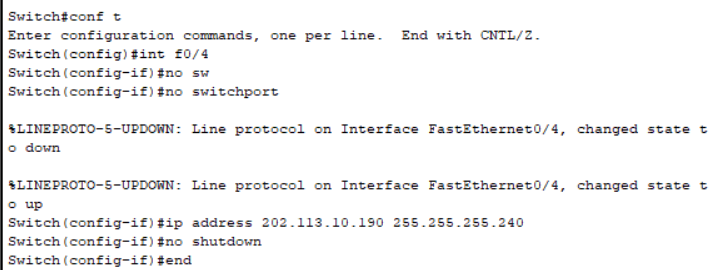 Switch#conf t
Enter configuration commands, one per line.  End with CNTL/Z.
Switch(config)#int f0/4
Switch(config-if)#no sw
Switch(config-if)#no switchport
%LINEPROTO-5-UPDOWN: Line protocol on Interface FastEthernet0/4, changed state t
o down
%LINEPROTO-5-UPDOWN: Line protocol on Interface FastEthernet0/4, changed state t
o up
Switch(config-if)#ip address 202.113.10.190 255.255.255.240
Switch(config-if)#no shutdown
Switch(config-if)#end